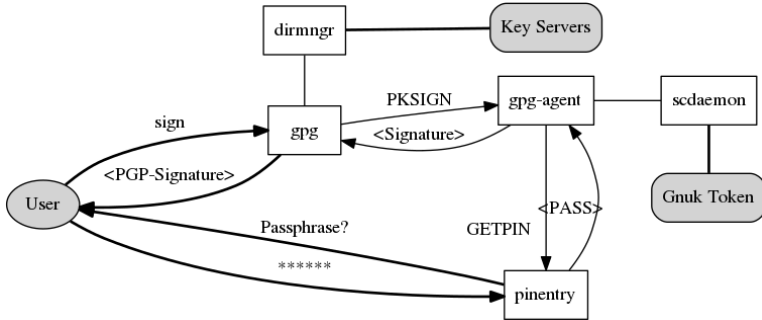 dirmngr
Key Servers
PKSIGN
gpg-agent
scdaemon
sign
gpg
<Signature>
<PGP-Signature>
User
Gnuk Token
Passphrase?
GETPIN
<PASS>
******
pinentry